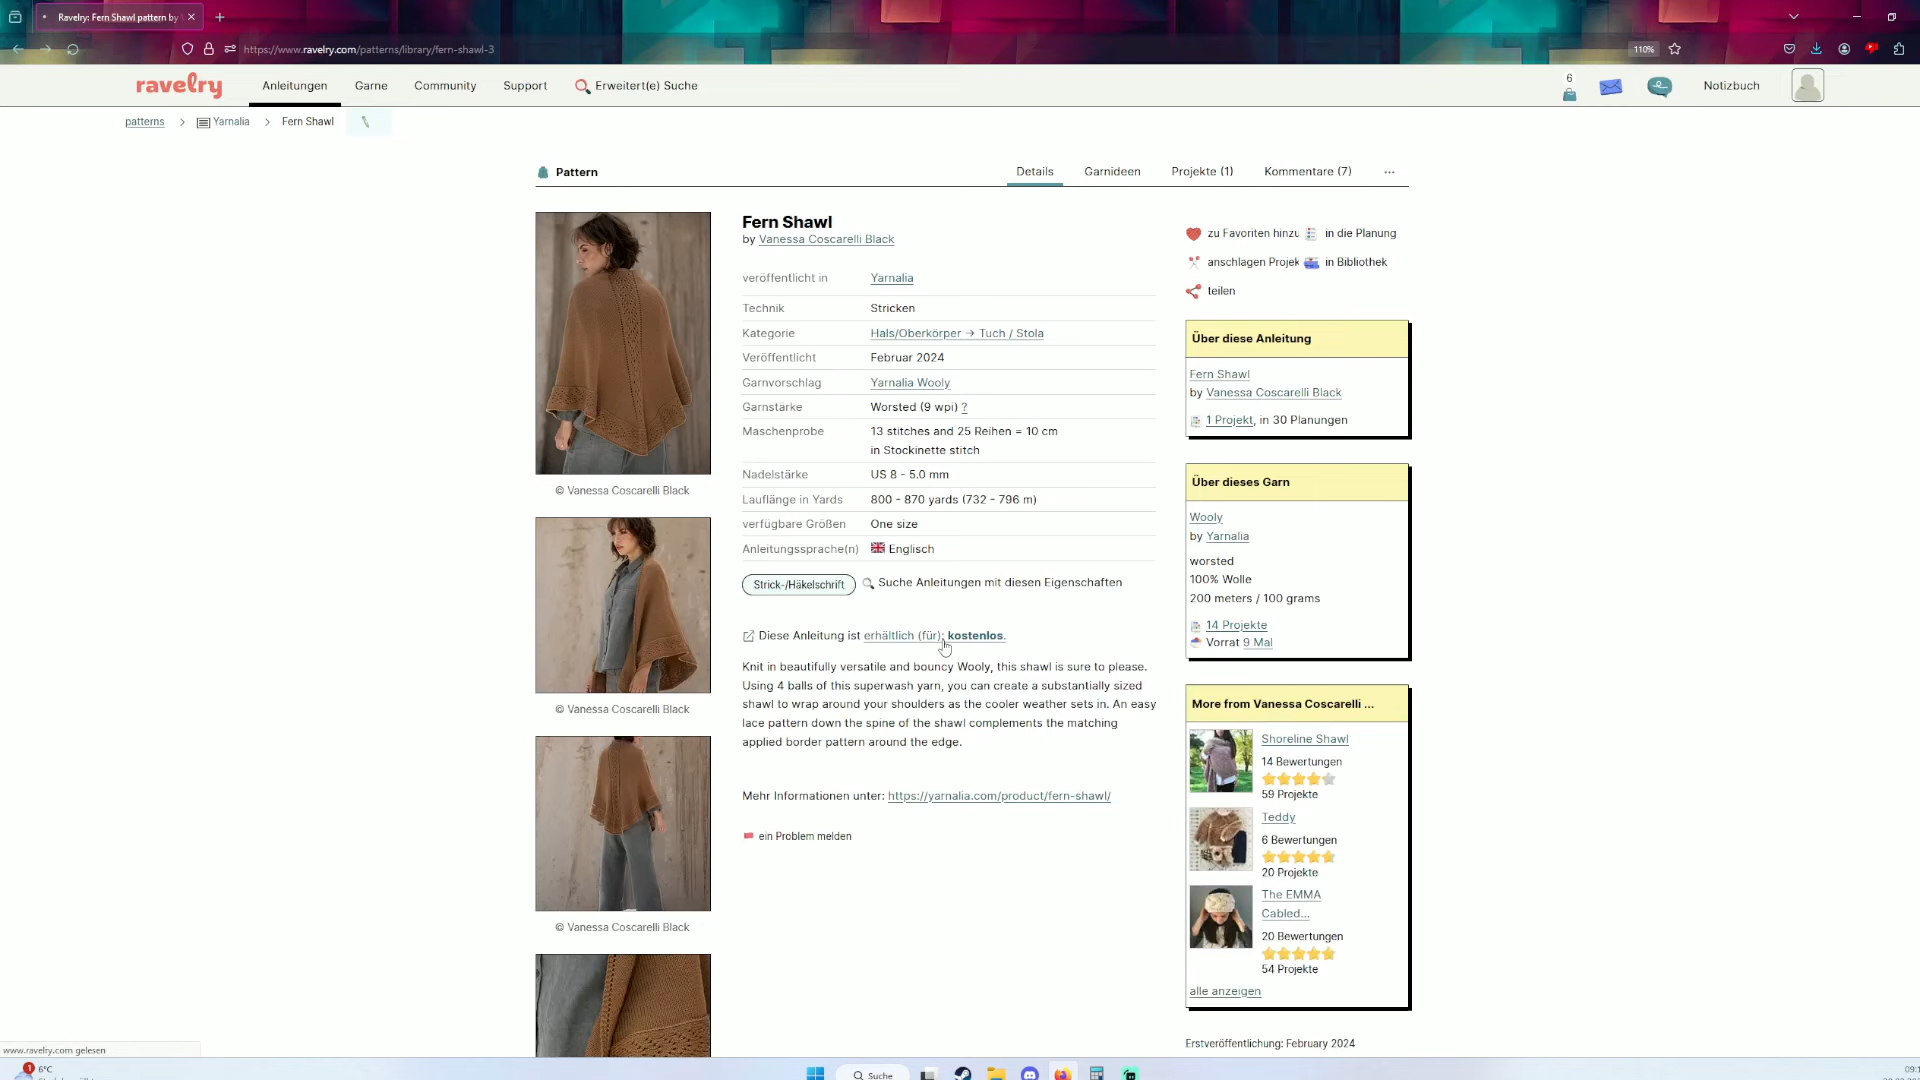 Ravelry: Fern Shawl pattern by
https://www.ravelry.com/patterns/library/fern-shawl-3
110%
ravelry
Anleitungen
Garne
Community
Support
Erweitert(e) Suche
6
Notizbuch
patterns
Yarnalia
Fern Shawl
Pattern
Details
Garnideen
Projekte (1)
Kommentare (7)
...
© Vanessa Coscarelli Black
© Vanessa Coscarelli Black
© Vanessa Coscarelli Black
Fern Shawl
by Vanessa Coscarelli Black
veröffentlicht in Yarnalia
Technik Stricken
Kategorie Hals/Oberkörper → Tuch / Stola
Veröffentlicht Februar 2024
Garnvorschlag Yarnalia Wooly
Garnstärke Worsted (9 wpi) ?
Maschenprobe 13 stitches and 25 Reihen = 10 cm
in Stockinette stitch
Nadelstärke US 8 - 5.0 mm
Lauflänge in Yards 800 - 870 yards (732 - 796 m)
verfügbare Größen One size
Anleitungssprache(n) Englisch
Strick-/Häkelschrift
Suche Anleitungen mit diesen Eigenschaften
Diese Anleitung ist erhältlich (für): kostenlos.
Knit in beautifully versatile and bouncy Wooly, this shawl is sure to please.
Using 4 balls of this superwash yarn, you can create a substantially sized
shawl to wrap around your shoulders as the cooler weather sets in. An easy
lace pattern down the spine of the shawl complements the matching
applied border pattern around the edge.
Mehr Informationen unter: https://yarnalia.com/product/fern-shawl/
ein Problem melden
zu Favoriten hinzu
in die Planung
anschlagen Projek
in Bibliothek
teilen
Über diese Anleitung
Fern Shawl
by Vanessa Coscarelli Black
1 Projekt, in 30 Planungen
Über dieses Garn
Wooly
by Yarnalia
worsted
100% Wolle
200 meters / 100 grams
14 Projekte
Vorrat 9 Mal
More from Vanessa Coscarelli ...
Shoreline Shawl
14 Bewertungen
59 Projekte
Teddy
6 Bewertungen
20 Projekte
The EMMA
Cabled...
20 Bewertungen
54 Projekte
alle anzeigen
Erstveröffentlichung: February 2024
www.ravelry.com gelesen
1
6°C
Suche